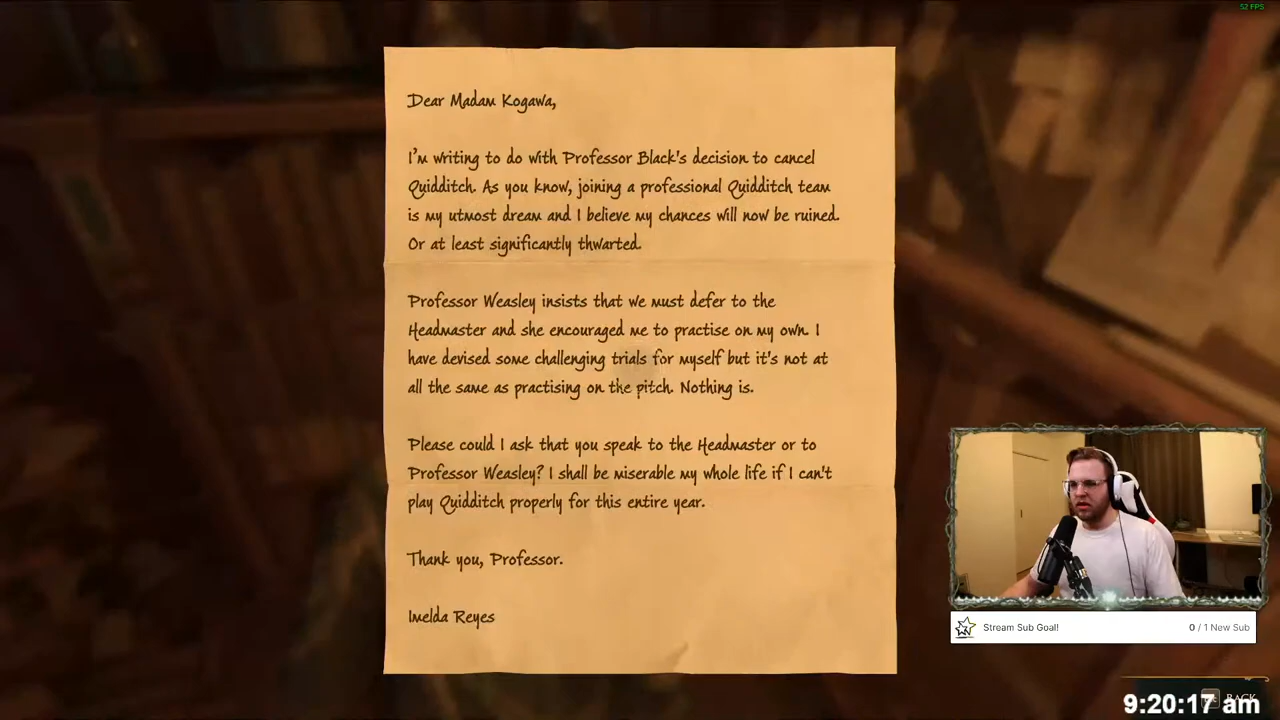 52 FPS
Dear Madam Kogawa,
I'm writing to do with Professor Black's decision to cancel
Quidditch. As you know, joining a professional Quidditch team
is my utmost dream and I believe my chances will now be ruined.
Or at least significantly thwarted.
Professor Weasley insists that we must defer to the
Headmaster and she encouraged me to practise on my own. I
have devised some challenging trials for myself but it's not at
all the same as practising on the pitch. Nothing is.
Please could I ask that you speak to the Headmaster or to
Professor Weasley? I shall be miserable my whole life if I can't
play Quidditch properly for this entire year.
Thank you, Professor.
Imelda Reyes
Stream Sub Goal! 0 / 1 New Sub
9:20:17 am
BACK